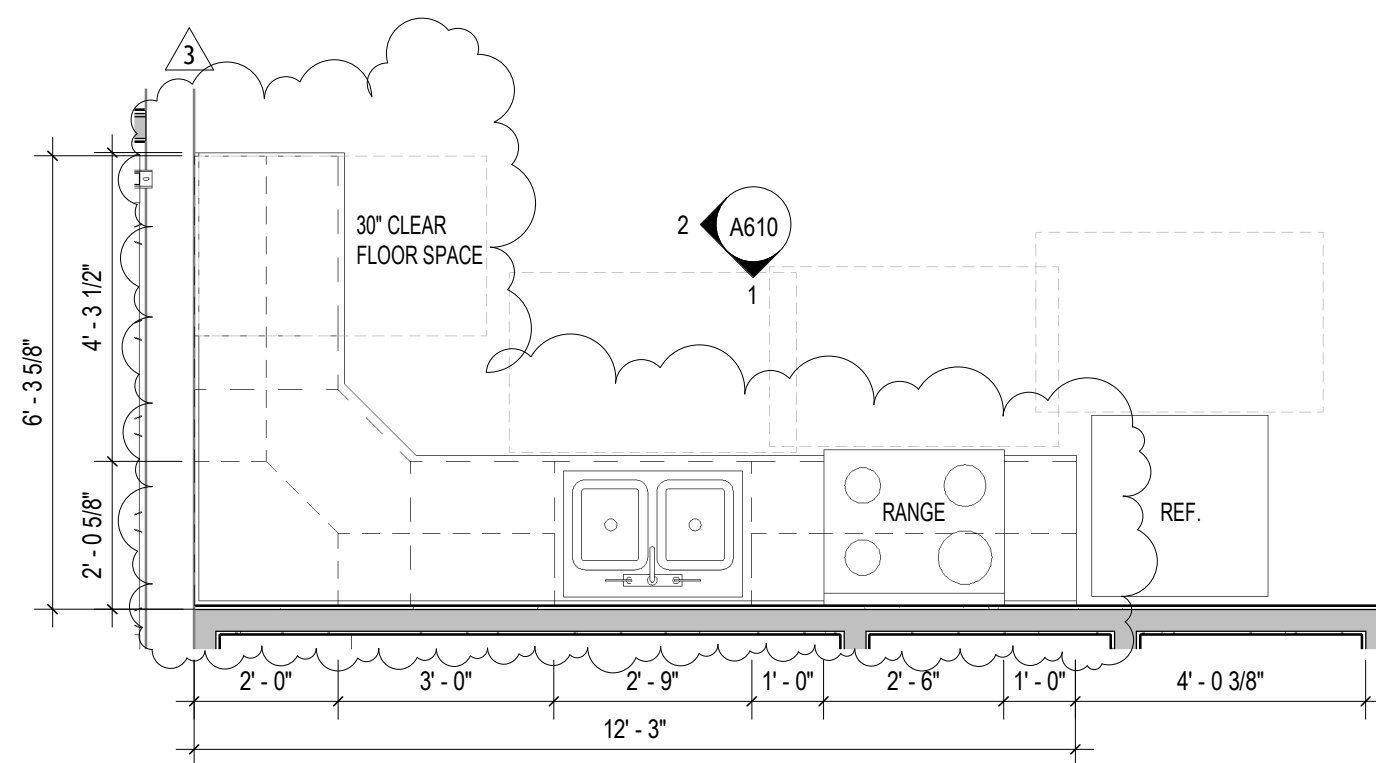 3
30" CLEAR
FLOOR SPACE
2
A610
1
4' - 3 1/2"
6' - 3 5/8"
2' - 0 5/8"
RANGE
REF.
2' - 0"
3' - 0"
2' - 9"
1' - 0"
2' - 6"
1' - 0"
4' - 0 3/8"
12' - 3"